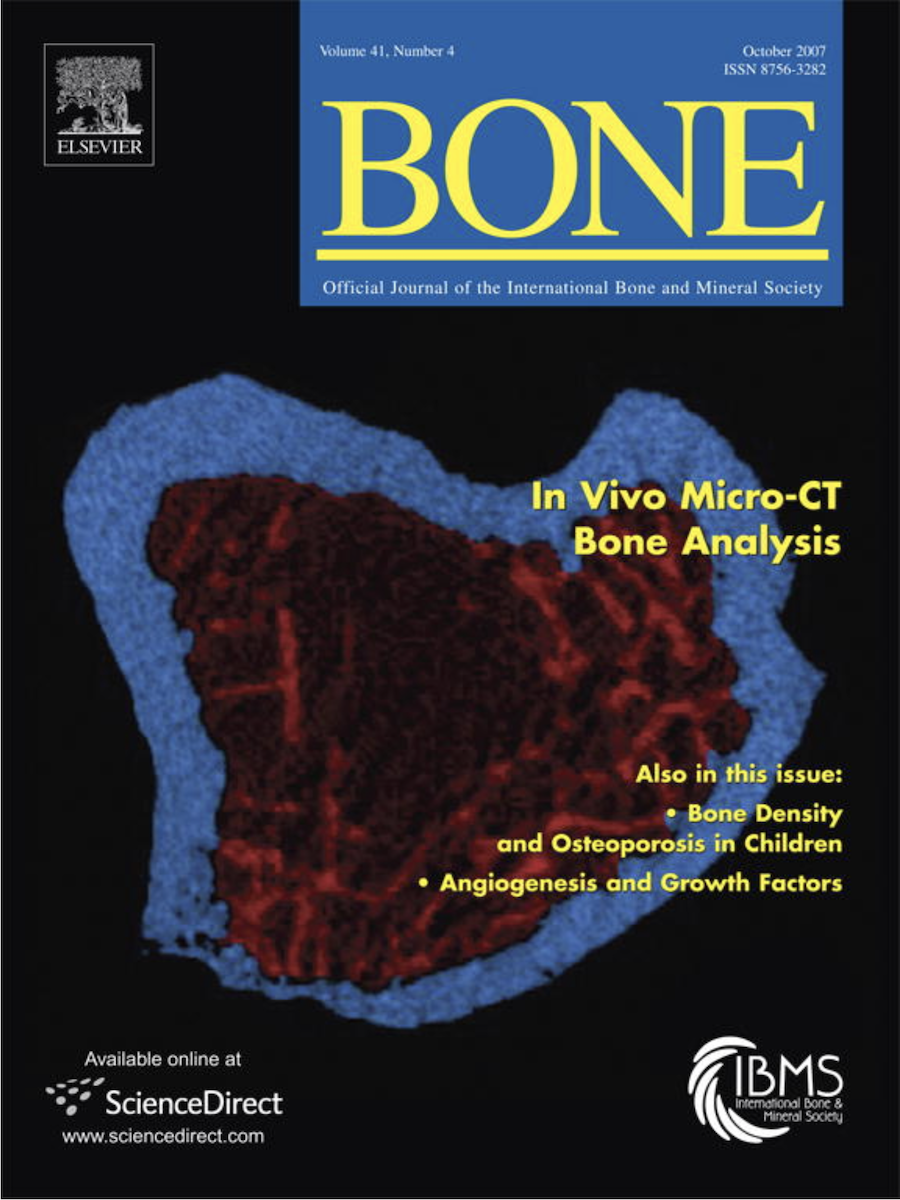 Volume 41, Number 4
October 2007
ISSN 8756-3282
ELSEVIER
BONE
Official Journal of the International Bone and Mineral Society
In Vivo Micro-CT
Bone Analysis
Also in this issue:
• Bone Density
and Osteoporosis in Children
• Angiogenesis and Growth Factors
Available online at
ScienceDirect
www.sciencedirect.com
IBMS
International Bone &
Mineral Society